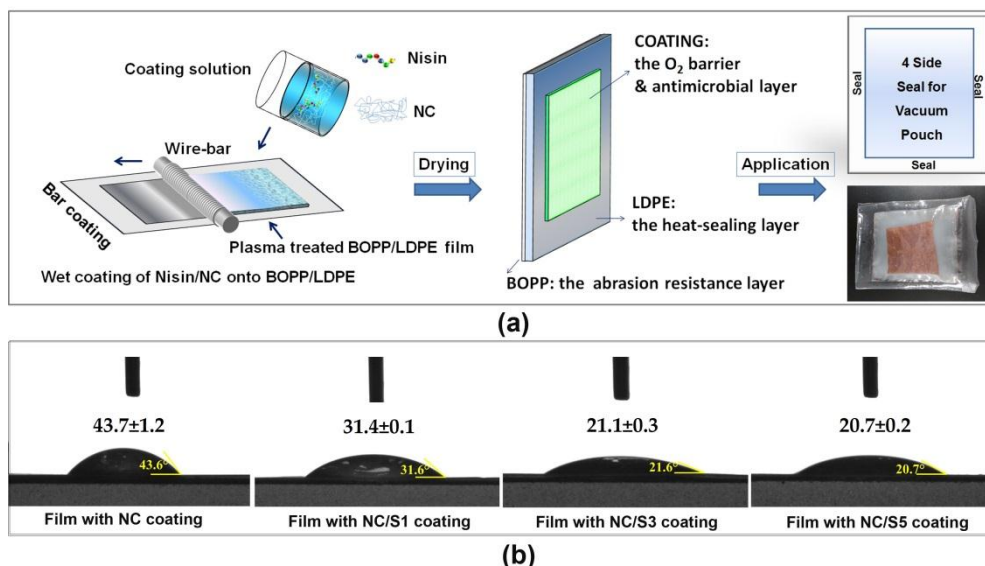 Coating solution
Nisin
NC
Wire-bar
Bar coating
Plasma treated BOPP/LDPE film
Wet coating of Nisin/NC onto BOPP/LDPE
Drying
COATING:
the O₂ barrier
& antimicrobial layer
LDPE:
the heat-sealing layer
BOPP: the abrasion resistance layer
Application
Seal
4 Side
Seal for
Vacuum
Pouch
Seal
Seal
(a)
43.7±1.2
31.4±0.1
21.1±0.3
20.7±0.2
43.6°
31.6°
21.6°
20.7°
Film with NC coating
Film with NC/S1 coating
Film with NC/S3 coating
Film with NC/S5 coating
(b)